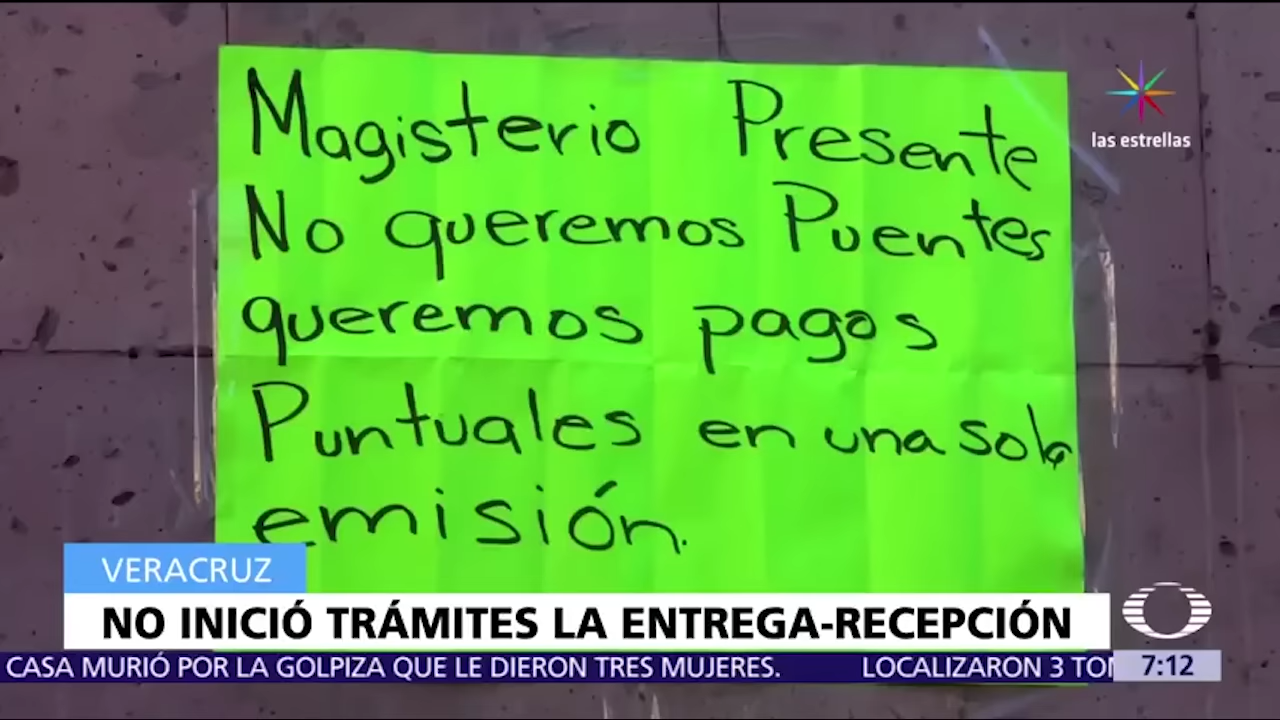 Magisterio Presente
No queremos Puentes
queremos pagos
Puntuales en una sola
emisión.
las estrellas
VERACRUZ
NO INICIÓ TRÁMITES LA ENTREGA-RECEPCIÓN
CASA MURIÓ POR LA GOLPIZA QUE LE DIERON TRES MUJERES. LOCALIZARON 3
7:12